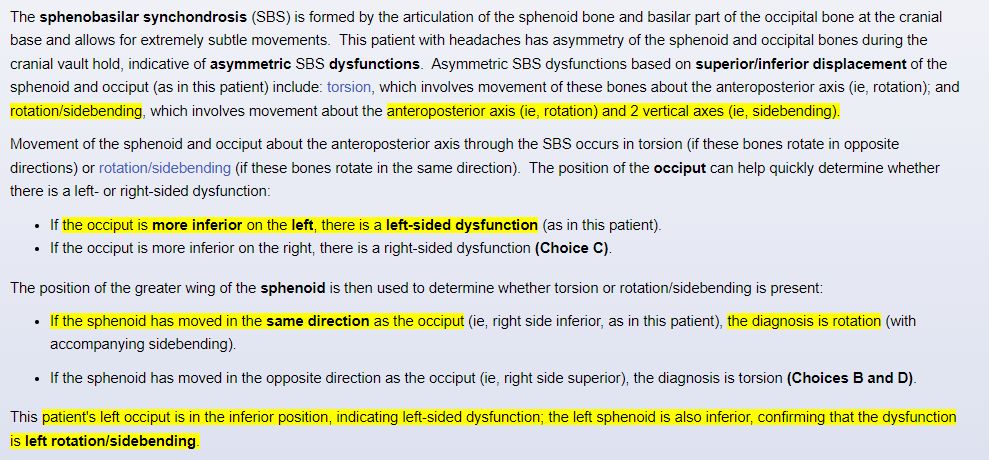 The sphenobasilar synchondrosis (SBS) is formed by the articulation of the sphenoid bone and basilar part of the occipital bone at the cranial
base and allows for extremely subtle movements. This patient with headaches has asymmetry of the sphenoid and occipital bones during the
cranial vault hold, indicative of asymmetric SBS dysfunctions. Asymmetric SBS dysfunctions based on superior/inferior displacement of the
sphenoid and occiput (as in this patient) include: torsion, which involves movement of these bones about the anteroposterior axis (ie, rotation); and
rotation/sidebending, which involves movement about the anteroposterior axis (ie, rotation) and 2 vertical axes (ie, sidebending).
Movement of the sphenoid and occiput about the anteroposterior axis through the SBS occurs in torsion (if these bones rotate in opposite
directions) or rotation/sidebending (if these bones rotate in the same direction). The position of the occiput can help quickly determine whether
there is a left- or right-sided dysfunction:
• If the occiput is more inferior on the left, there is a left-sided dysfunction (as in this patient).
• If the occiput is more inferior on the right, there is a right-sided dysfunction (Choice C).
The position of the greater wing of the sphenoid is then used to determine whether torsion or rotation/sidebending is present:
• If the sphenoid has moved in the same direction as the occiput (ie, right side inferior, as in this patient), the diagnosis is rotation (with
accompanying sidebending).
• If the sphenoid has moved in the opposite direction as the occiput (ie, right side superior), the diagnosis is torsion (Choices B and D).
This patient's left occiput is in the inferior position, indicating left-sided dysfunction; the left sphenoid is also inferior, confirming that the dysfunction
is left rotation/sidebending.